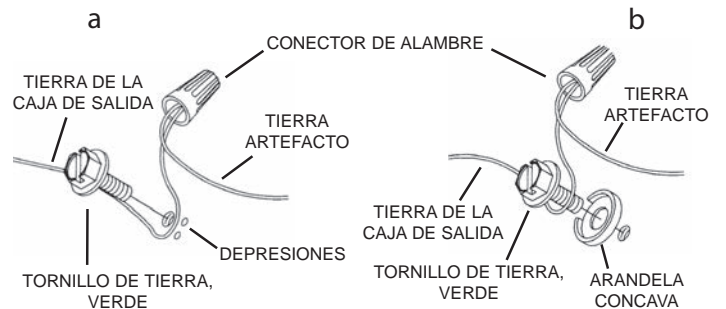 a
b
CONECTOR DE ALAMBRE
TIERRA DE LA
CAJA DE SALIDA
TIERRA
ARTEFACTO
DEPRESIONES
TORNILLO DE TIERRA,
VERDE
TIERRA
ARTEFACTO
TIERRA DE LA
CAJA DE SALIDA
TORNILLO DE TIERRA,
VERDE
ARANDELA
CONCAVA